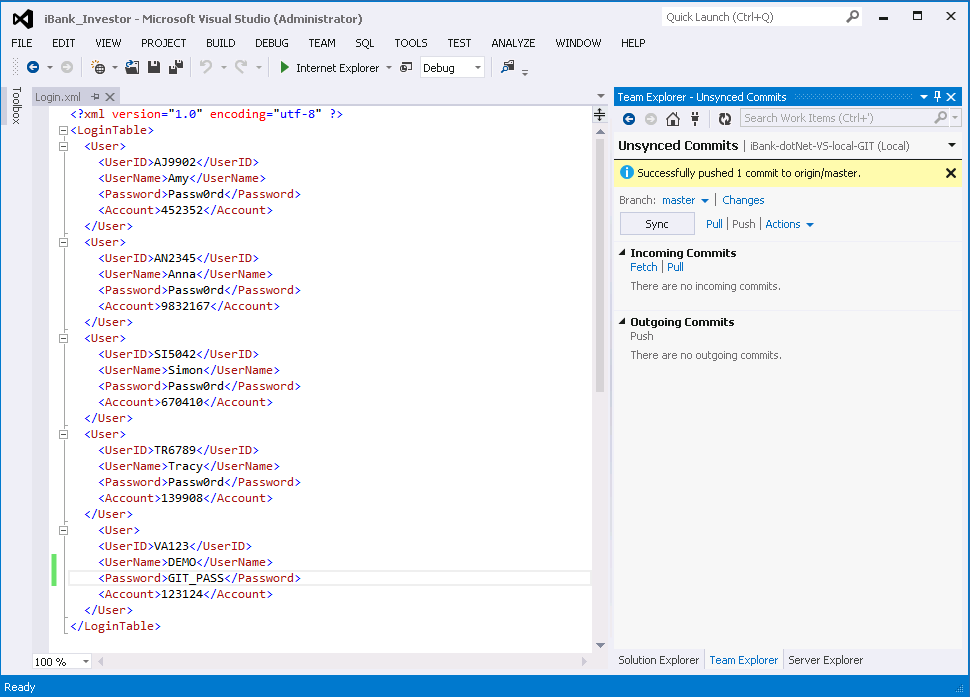 iBank_Investor - Microsoft Visual Studio (Administrator)
Quick Launch (Ctrl+Q)
FILE EDIT VIEW PROJECT BUILD DEBUG TEAM SQL TOOLS TEST ANALYZE WINDOW HELP
Internet Explorer Debug
Toolbox
Login.xml
<?xml version="1.0" encoding="utf-8" ?>
<LoginTable>
<User>
<UserID>AJ9902</UserID>
<UserName>Amy</UserName>
<Password>Passw0rd</Password>
<Account>452352</Account>
</User>
<User>
<UserID>AN2345</UserID>
<UserName>Anna</UserName>
<Password>Passw0rd</Password>
<Account>9832167</Account>
</User>
<User>
<UserID>SI5042</UserID>
<UserName>Simon</UserName>
<Password>Passw0rd</Password>
<Account>670410</Account>
</User>
<User>
<UserID>TR6789</UserID>
<UserName>Tracy</UserName>
<Password>Passw0rd</Password>
<Account>139908</Account>
</User>
<User>
<UserID>VA123</UserID>
<UserName>DEMO</UserName>
<Password>GIT_PASS</Password>
<Account>123124</Account>
</User>
</LoginTable>
100 %
Team Explorer - Unsynced Commits
Search Work Items (Ctrl+')
Unsynced Commits | iBank-dotNet-VS-local-GIT (Local)
Successfully pushed 1 commit to origin/master.
Branch: master | Changes
Sync Pull | Push | Actions
Incoming Commits
Fetch | Pull
There are no incoming commits.
Outgoing Commits
Push
There are no outgoing commits.
Solution Explorer Team Explorer Server Explorer
Ready